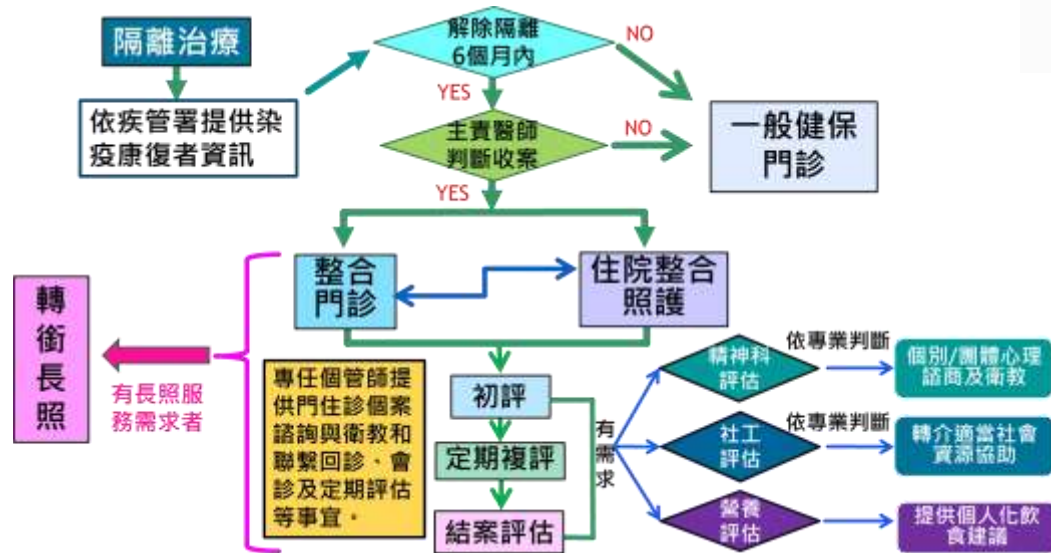 隔離治療
解除隔離
6個月內
NO
YES
依疾管署提供染
疫康復者資訊
主責醫師
判斷收案
NO
一般健保
門診
YES
整合
門診
住院整合
照護
轉銜長照
有長照服
務需求者
專任個管師提
供門住診個案
諮詢與衛教和
聯繫回診、會
診及定期評估
等事宜。
初評
定期複評
結案評估
有需求
精神科
評估
依專業判斷
個別/團體心理
諮商及衛教
社工
評估
依專業判斷
轉介適當社會
資源協助
營養
評估
提供個人化飲
食建議